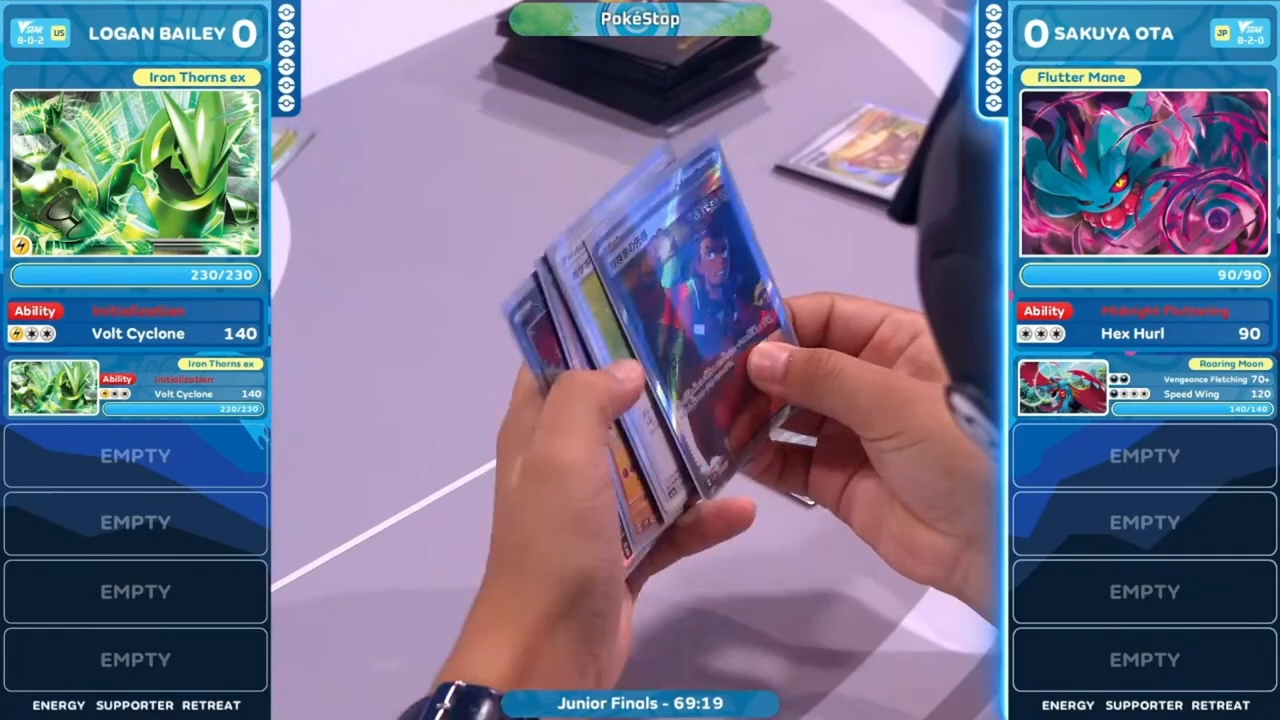 VSTAR
8-0-2
US
LOGAN BAILEY 0
Iron Thorns ex
230/230
Ability Initialization
Volt Cyclone 140
Iron Thorns ex
Ability Initialization
Volt Cyclone 140
230/230
EMPTY
EMPTY
EMPTY
EMPTY
ENERGY SUPPORTER RETREAT
PokéStop
Junior Finals - 69:19
0 SAKUYA OTA
JP
VSTAR
8-2-0
Flutter Mane
90/90
Ability Midnight Fluttering
Hex Hurl 90
Roaring Moon
Vengeance Fletching 70+
Speed Wing 120
140/140
EMPTY
EMPTY
EMPTY
EMPTY
ENERGY SUPPORTER RETREAT